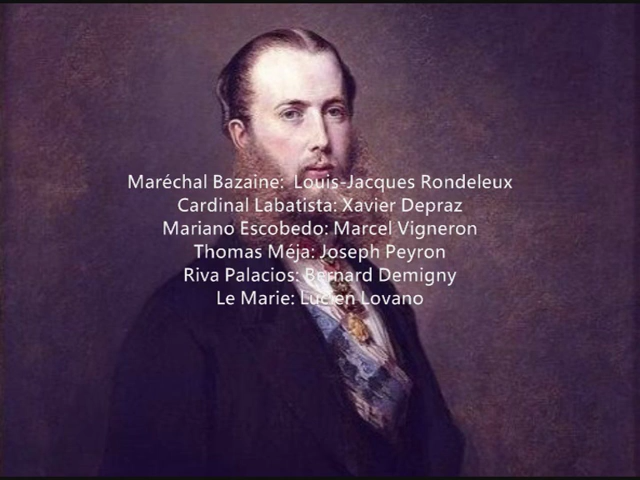 Maréchal Bazaine:  Louis-Jacques Rondeleux
Cardinal Labatista: Xavier Depraz
Mariano Escobedo: Marcel Vigneron
Thomas Méja: Joseph Peyron
Riva Palacios: Bernard Demigny
Le Marie: Lucien Lovano